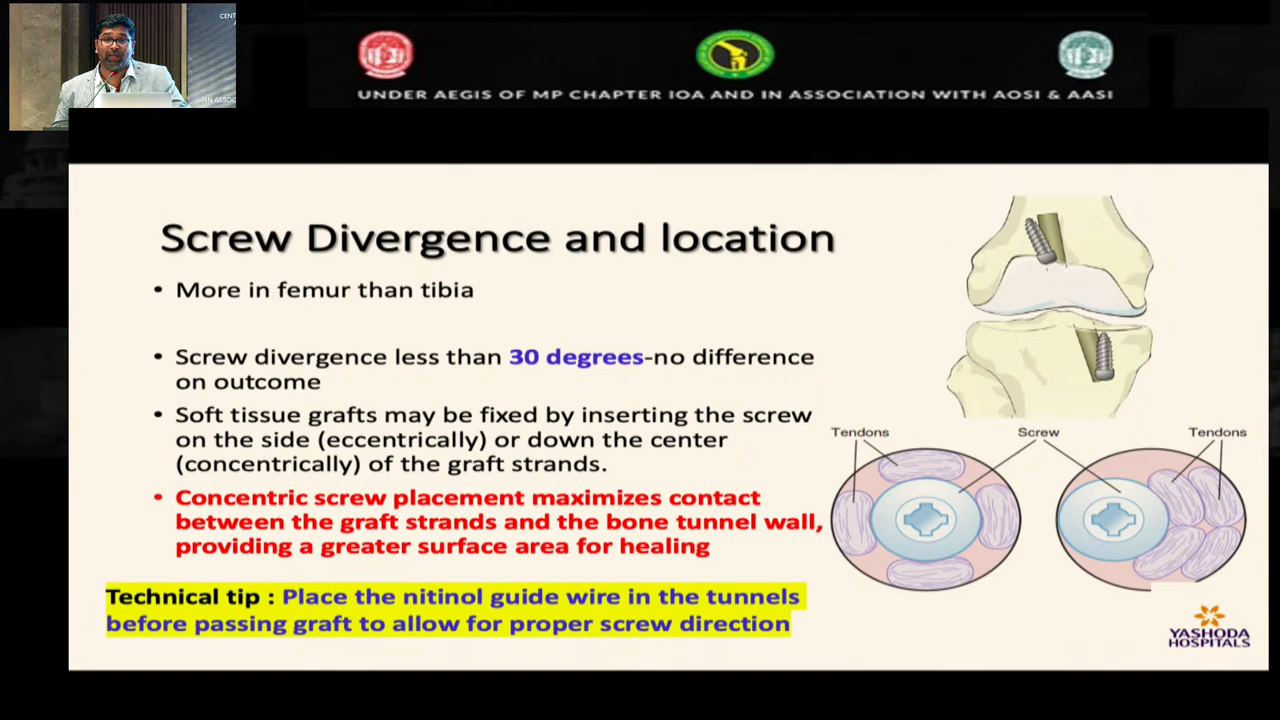 CENT
IN ASSOC
UNDER AEGIS OF MP CHAPTER IOA AND IN ASSOCIATION WITH AOSI & AASI
Screw Divergence and location
• More in femur than tibia
• Screw divergence less than 30 degrees-no difference
on outcome
• Soft tissue grafts may be fixed by inserting the screw
on the side (eccentrically) or down the center
(concentrically) of the graft strands.
• Concentric screw placement maximizes contact
between the graft strands and the bone tunnel wall,
providing a greater surface area for healing
Technical tip : Place the nitinol guide wire in the tunnels
before passing graft to allow for proper screw direction
Tendons
Screw
Tendons
YASHODA
HOSPITALS